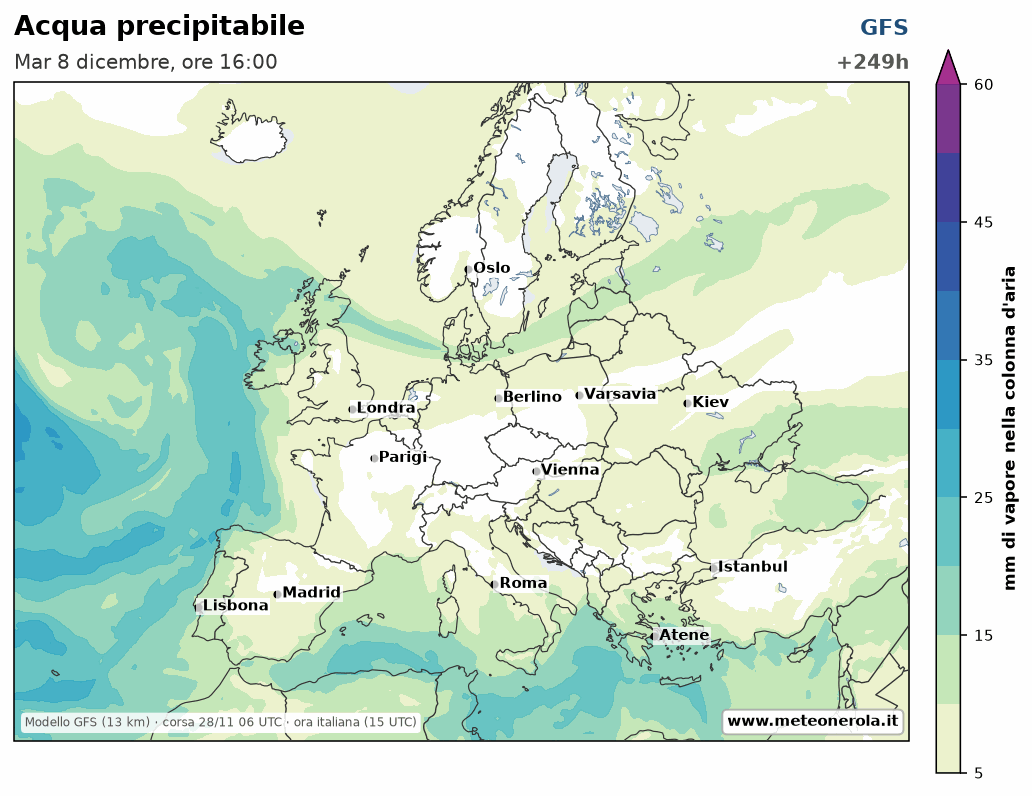 Acqua precipitabile
GFS
Mar 8 dicembre, ore 16:00
+249h
60
45
35
25
15
5
mm di vapore nella colonna d'aria
Oslo
Londra
Berlino
Varsavia
Kiev
Parigi
Vienna
Istanbul
Roma
Madrid
Lisbona
Atene
Modello GFS (13 km) · corsa 28/11 06 UTC · ora italiana (15 UTC)
www.meteonerola.it